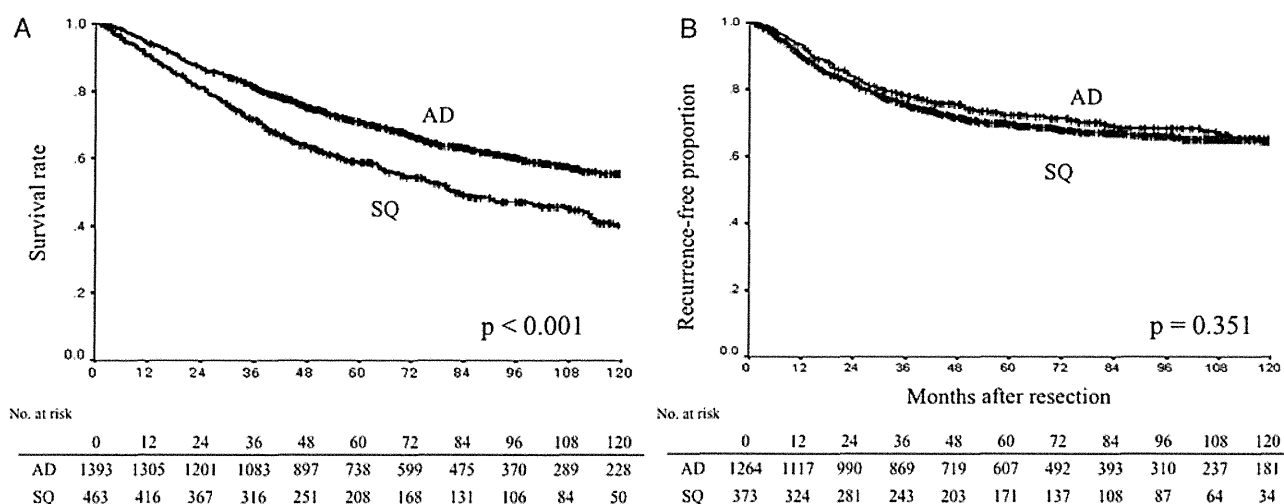 A
1.0
.8
.6
.4
.2
0.0
Survival rate
AD
SQ
p < 0.001
0 12 24 36 48 60 72 84 96 108 120
No. at risk
0 12 24 36 48 60 72 84 96 108 120
AD 1393 1305 1201 1083 897 738 599 475 370 289 228
SQ 463 416 367 316 251 208 168 131 106 84 50
B
1.0
.8
.6
.4
.2
0.0
Recurrence-free proportion
AD
SQ
p = 0.351
0 12 24 36 48 60 72 84 96 108 120
Months after resection
No. at risk
0 12 24 36 48 60 72 84 96 108 120
AD 1264 1117 990 869 719 607 492 393 310 237 181
SQ 373 324 281 243 203 171 137 108 87 64 34